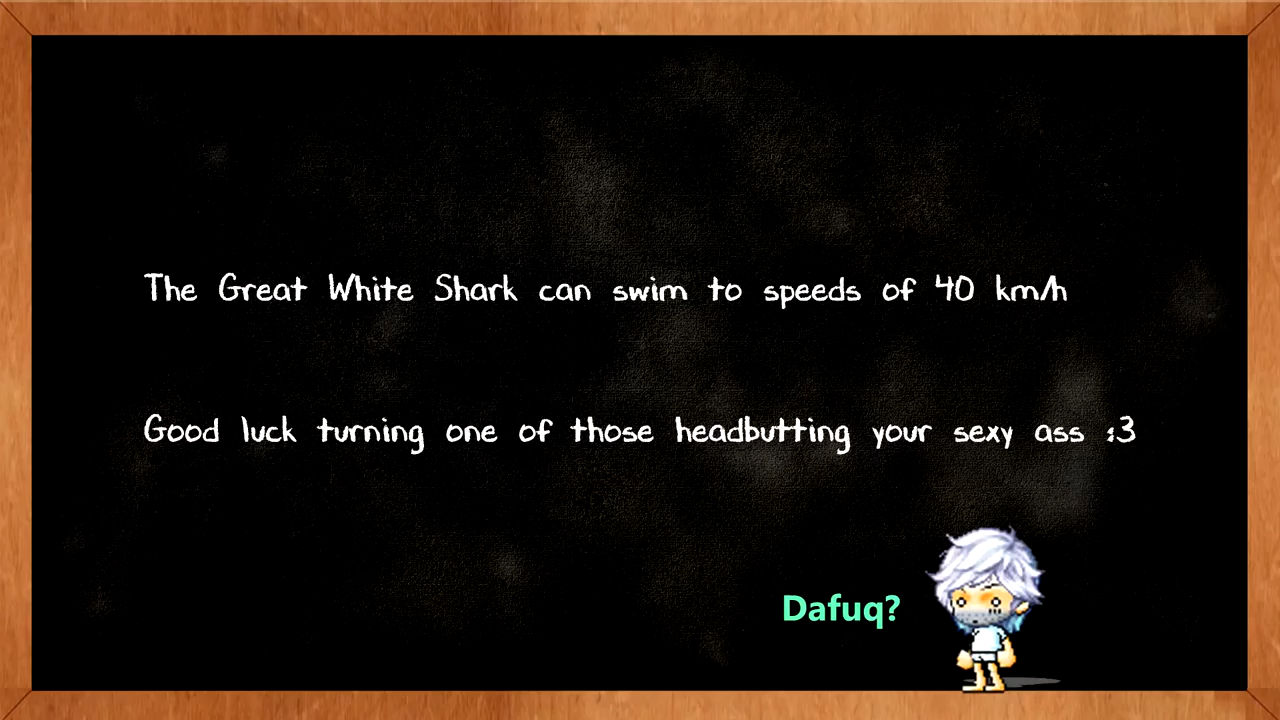 The Great White Shark can swim to speeds of 40 km/h
Good luck turning one of those headbutting your sexy ass :3
Dafuq?